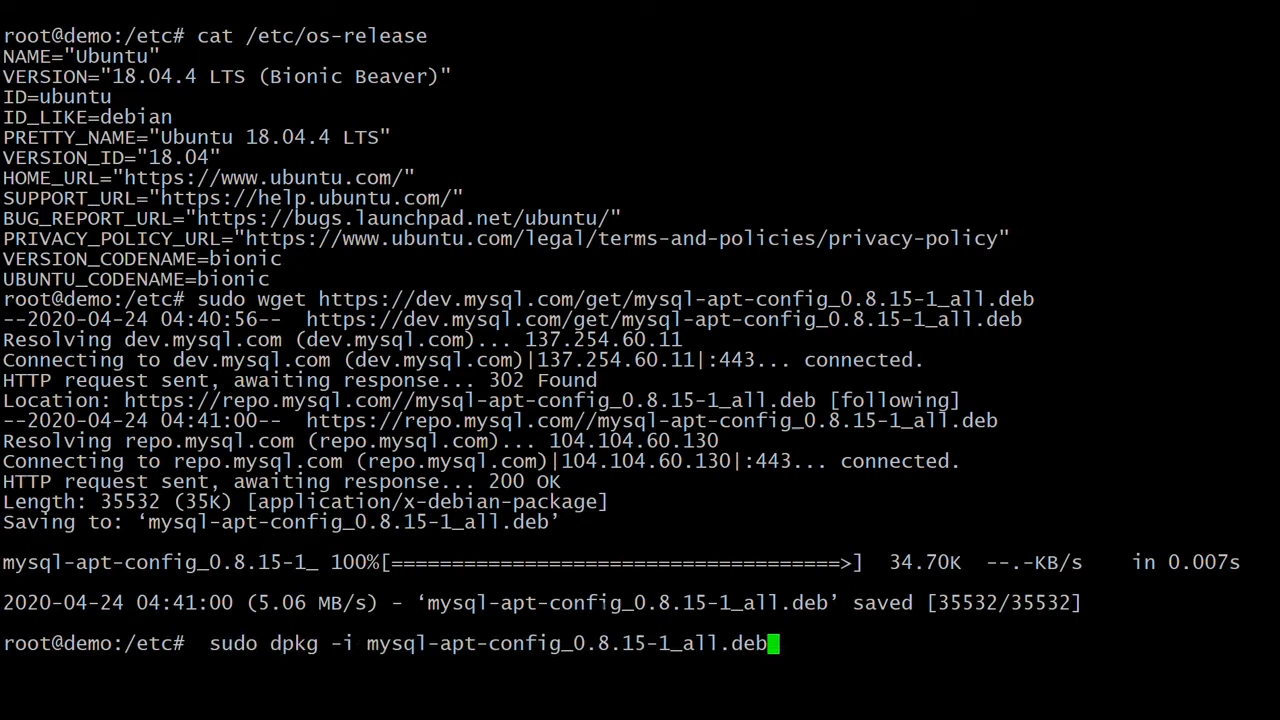 root@demo:/etc# cat /etc/os-release
NAME="Ubuntu"
VERSION="18.04.4 LTS (Bionic Beaver)"
ID=ubuntu
ID_LIKE=debian
PRETTY_NAME="Ubuntu 18.04.4 LTS"
VERSION_ID="18.04"
HOME_URL="https://www.ubuntu.com/"
SUPPORT_URL="https://help.ubuntu.com/"
BUG_REPORT_URL="https://bugs.launchpad.net/ubuntu/"
PRIVACY_POLICY_URL="https://www.ubuntu.com/legal/terms-and-policies/privacy-policy"
VERSION_CODENAME=bionic
UBUNTU_CODENAME=bionic
root@demo:/etc# sudo wget https://dev.mysql.com/get/mysql-apt-config_0.8.15-1_all.deb
--2020-04-24 04:40:56--  https://dev.mysql.com/get/mysql-apt-config_0.8.15-1_all.deb
Resolving dev.mysql.com (dev.mysql.com)... 137.254.60.11
Connecting to dev.mysql.com (dev.mysql.com)|137.254.60.11|:443... connected.
HTTP request sent, awaiting response... 302 Found
Location: https://repo.mysql.com//mysql-apt-config_0.8.15-1_all.deb [following]
--2020-04-24 04:41:00--  https://repo.mysql.com//mysql-apt-config_0.8.15-1_all.deb
Resolving repo.mysql.com (repo.mysql.com)... 104.104.60.130
Connecting to repo.mysql.com (repo.mysql.com)|104.104.60.130|:443... connected.
HTTP request sent, awaiting response... 200 OK
Length: 35532 (35K) [application/x-debian-package]
Saving to: ‘mysql-apt-config_0.8.15-1_all.deb’
mysql-apt-config_0.8.15-1_ 100%[=====================================>]  34.70K  --.-KB/s    in 0.007s
2020-04-24 04:41:00 (5.06 MB/s) - ‘mysql-apt-config_0.8.15-1_all.deb’ saved [35532/35532]
root@demo:/etc#  sudo dpkg -i mysql-apt-config_0.8.15-1_all.deb